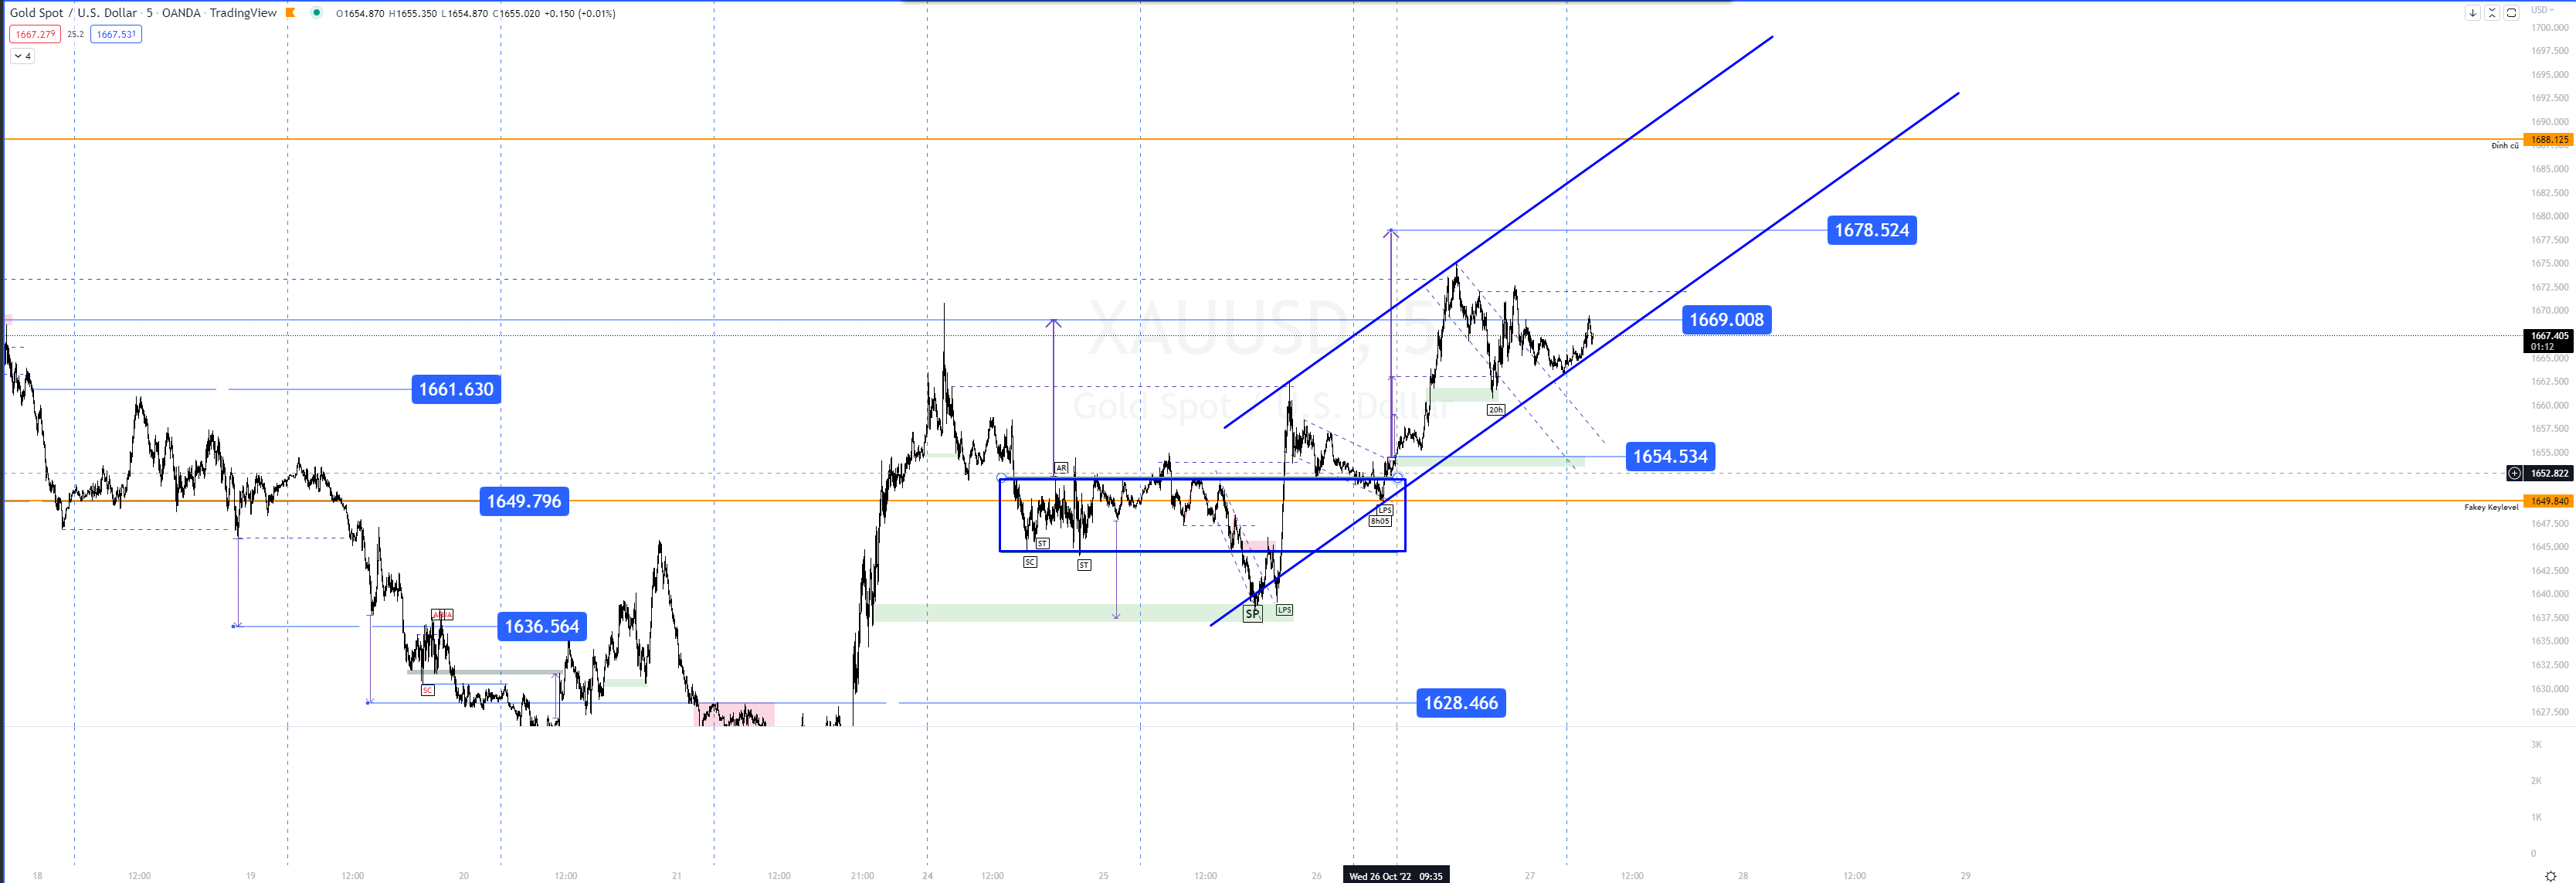 Gold Spot / U.S. Dollar · 5 · OANDA · TradingView O1654.870 H1655.350 L1654.870 C1655.020 +0.150 (+0.01%)
1667.279 25.2 1667.531
4
USD
1700.000
1697.500
1695.000
1692.500
1690.000
1688.125
Đỉnh cũ
1685.000
1682.500
1680.000
1678.524
1677.500
1675.000
1672.500
XAUUSD, 5
1670.000
1669.008
1667.405
01:12
1665.000
1662.500
1661.630
Gold Spot / U.S. Dollar
1660.000
20h
1657.500
1654.534
1655.000
AR
1652.822
1649.796
1649.840
Fakey Keylevel
LPS
8h05
1647.500
ST
1645.000
SC
ST
1642.500
1640.000
SP
LPS
1637.500
1636.564
1635.000
1632.500
SC
1630.000
1628.466
1627.500
3K
2K
1K
0
18 12:00 19 12:00 20 12:00 21 12:00 21:00 24 12:00 25 12:00 26 Wed 26 Oct '22 09:35 27 12:00 28 12:00 29